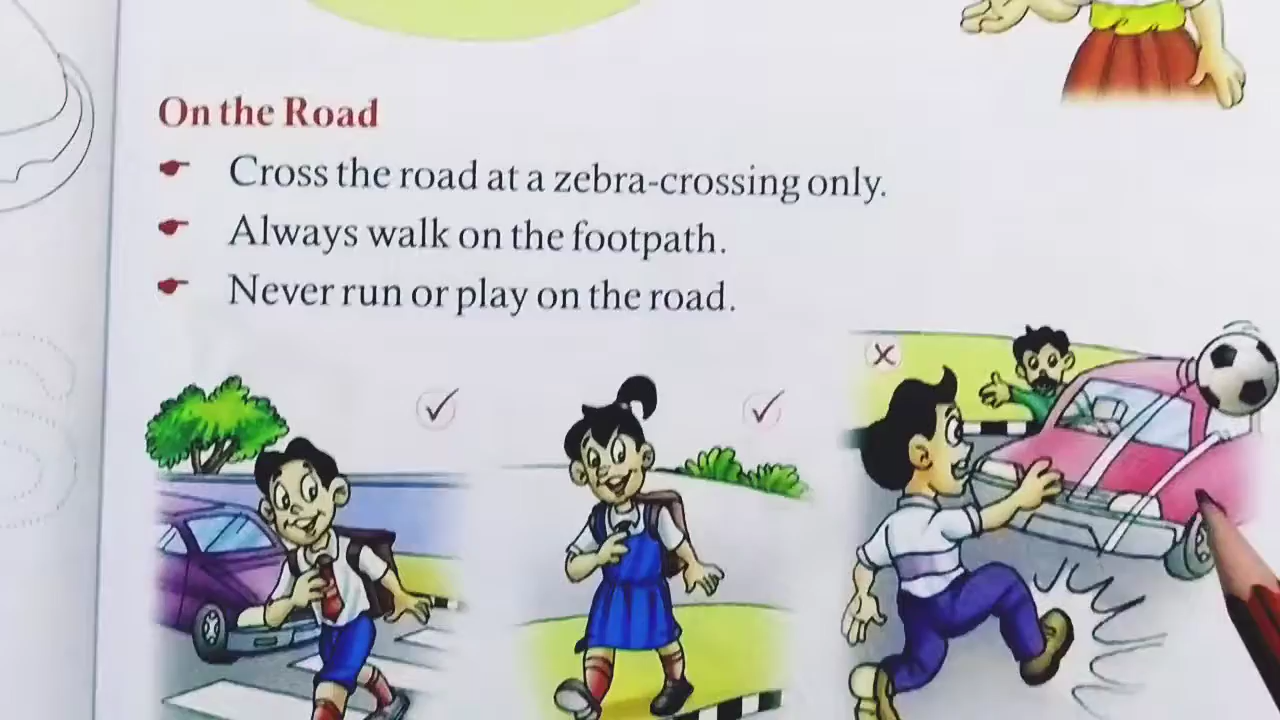 On the Road
Cross the road at a zebra-crossing only.
Always walk on the footpath.
Never run or play on the road.